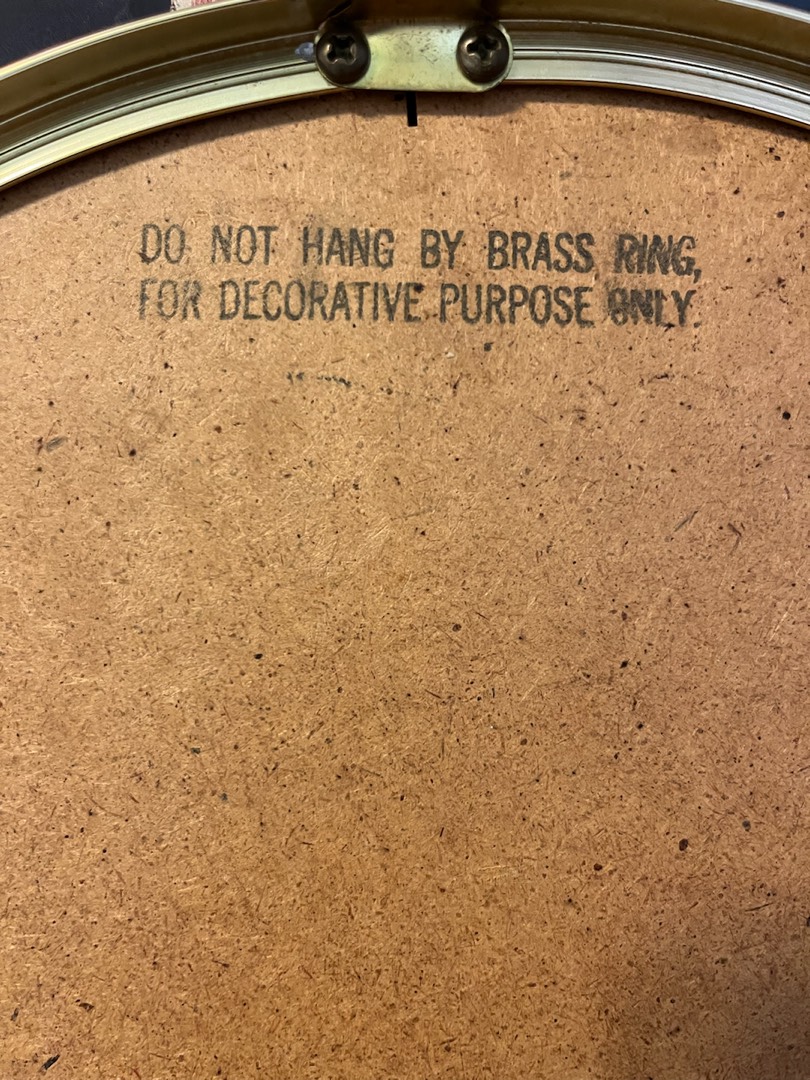 DO NOT HANG BY BRASS RING,
FOR DECORATIVE PURPOSE ONLY.